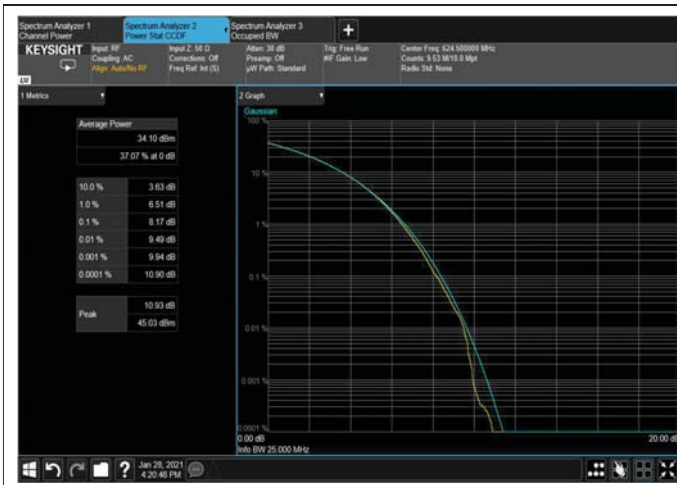 Spectrum Analyzer 1
Channel Power
Spectrum Analyzer 2
Power Stat CCDF
Spectrum Analyzer 3
Occupied BW
KEYSIGHT
Input: RF
Coupling: AC
Align: Auto/No RF
Input Z: 50 Ω
Corrections: Off
Freq Ref: Int (S)
Atten: 30 dB
Preamp: Off
µW Path: Standard
Trig: Free Run
#IF Gain: Low
Center Freq: 624.500000 MHz
Counts: 9.53 M/10.0 Mpt
Radio Std: None
1 Metrics
Average Power
34.10 dBm
37.07 % at 0 dB
10.0 % 3.63 dB
1.0 % 6.51 dB
0.1 % 8.17 dB
0.01 % 9.49 dB
0.001 % 9.94 dB
0.0001 % 10.90 dB
Peak
10.93 dB
45.03 dBm
2 Graph
Gaussian
100 %
10 %
1 %
0.1 %
0.01 %
0.001 %
0.0001 %
0.00 dB
20.00 dB
Info BW 25.000 MHz
Jan 28, 2021
4:20:46 PM